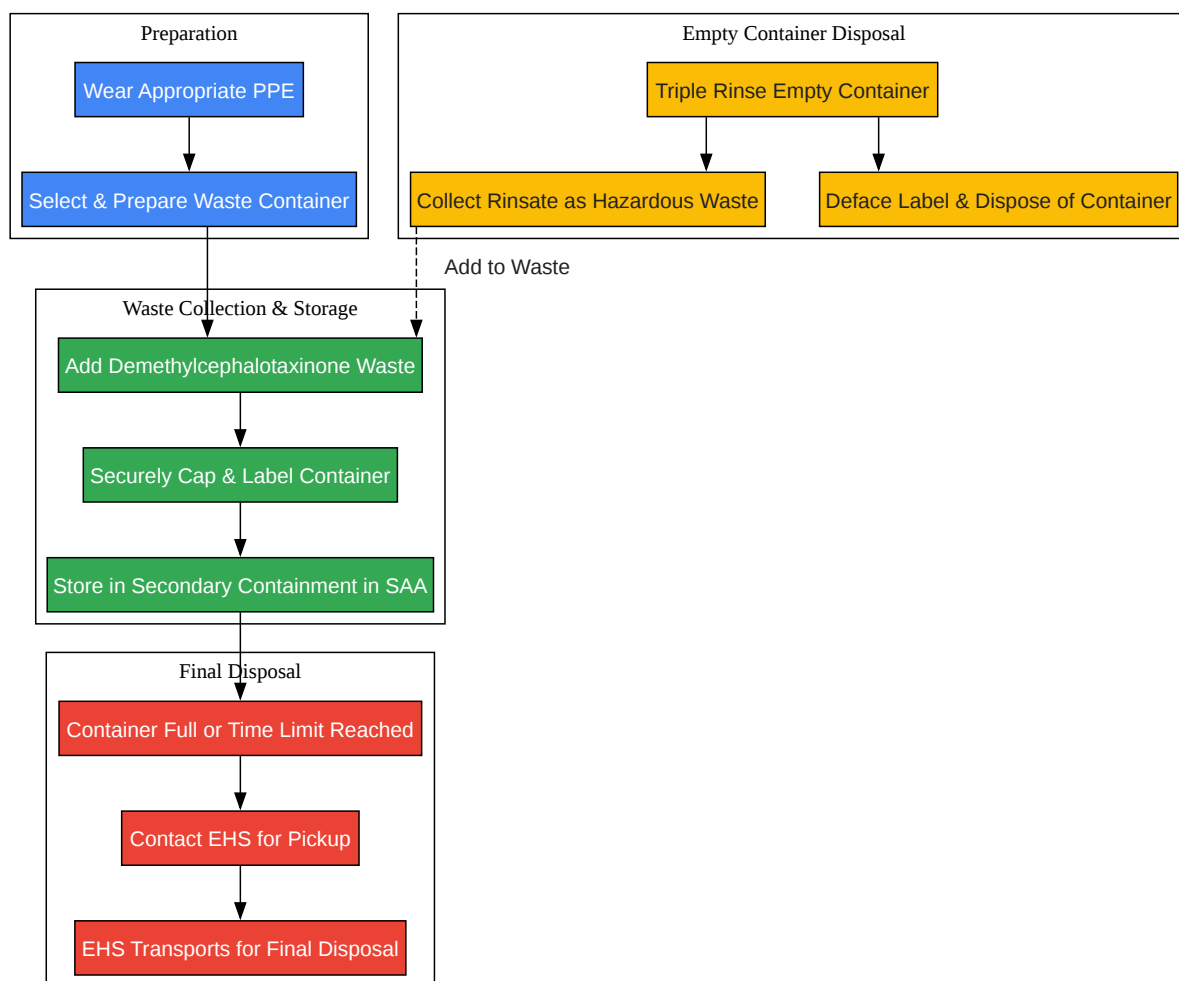 Preparation
Wear Appropriate PPE
Select & Prepare Waste Container
Empty Container Disposal
Triple Rinse Empty Container
Collect Rinsate as Hazardous Waste
Deface Label & Dispose of Container
Add to Waste
Waste Collection & Storage
Add Demethylcephalotaxinone Waste
Securely Cap & Label Container
Store in Secondary Containment in SAA
Final Disposal
Container Full or Time Limit Reached
Contact EHS for Pickup
EHS Transports for Final Disposal